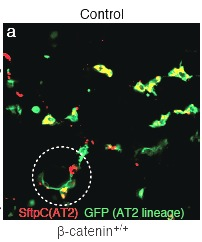 Control
a
SftpC(AT2) GFP (AT2 lineage)
β-catenin+/+